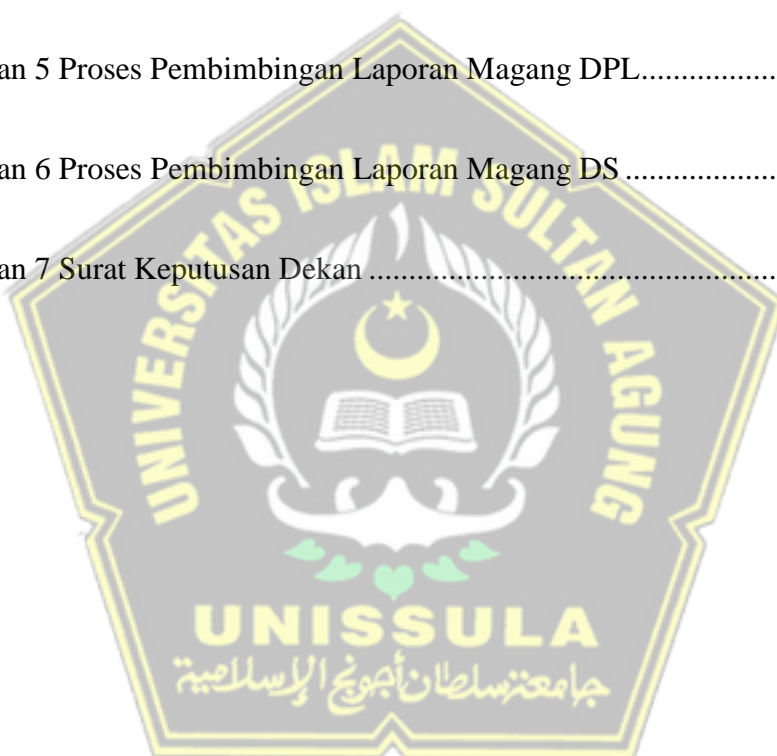 an 5 Proses Pembimbingan Laporan Magang DPL.................
an 6 Proses Pembimbingan Laporan Magang DS ...................
an 7 Surat Keputusan Dekan ....................................................
UNIVERSITAS ISLAM SULTAN AGUNG
UNISSULA
جامعة سلطان أجونج الإسلامية